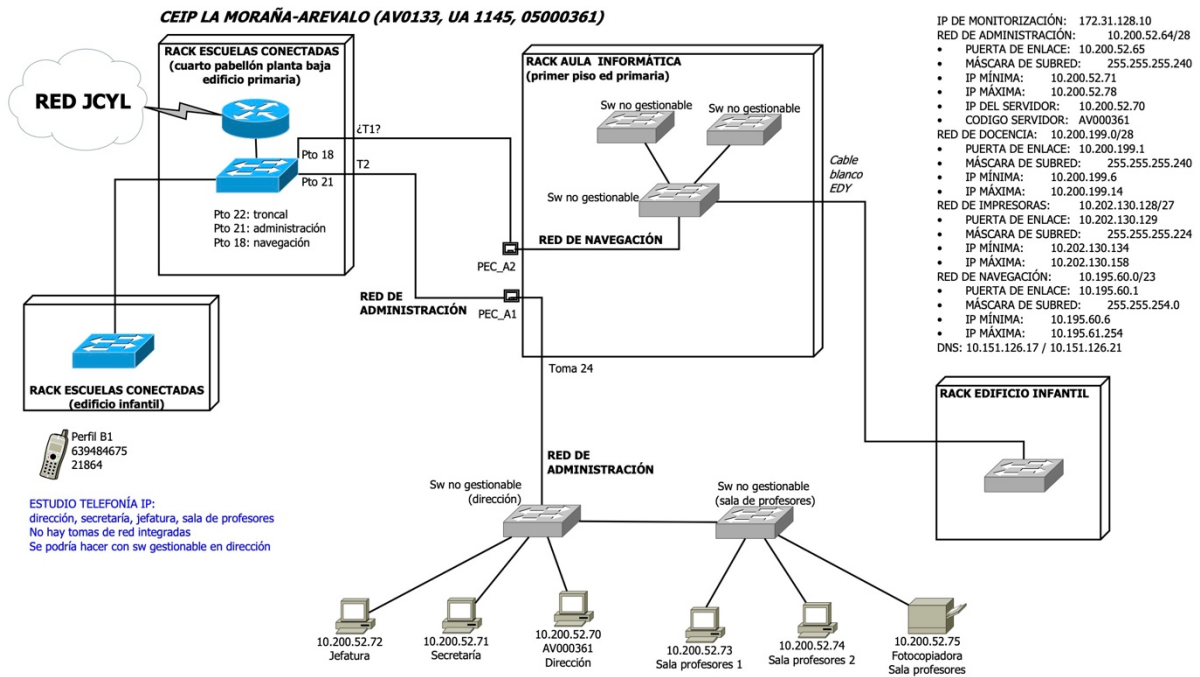 CEIP LA MORAÑA-AREVALO (AV0133, UA 1145, 05000361)
RACK ESCUELAS CONECTADAS
(cuarto pabellón planta baja
edificio primaria)
RED JCYL
Pto 18
Pto 21
Pto 22: troncal
Pto 21: administración
Pto 18: navegación
¿T1?
T2
RACK AULA  INFORMÁTICA
(primer piso ed primaria)
Sw no gestionable
Sw no gestionable
Sw no gestionable
RED DE NAVEGACIÓN
PEC_A2
RED DE
ADMINISTRACIÓN
PEC_A1
Toma 24
Cable
blanco
EDY
IP DE MONITORIZACIÓN: 172.31.128.10
RED DE ADMINISTRACIÓN: 10.200.52.64/28
• PUERTA DE ENLACE: 10.200.52.65
• MÁSCARA DE SUBRED: 255.255.255.240
• IP MÍNIMA: 10.200.52.71
• IP MÁXIMA: 10.200.52.78
• IP DEL SERVIDOR: 10.200.52.70
• CODIGO SERVIDOR: AV000361
RED DE DOCENCIA: 10.200.199.0/28
• PUERTA DE ENLACE: 10.200.199.1
• MÁSCARA DE SUBRED: 255.255.255.240
• IP MÍNIMA: 10.200.199.6
• IP MÁXIMA: 10.200.199.14
RED DE IMPRESORAS: 10.202.130.128/27
• PUERTA DE ENLACE: 10.202.130.129
• MÁSCARA DE SUBRED: 255.255.255.224
• IP MÍNIMA: 10.202.130.134
• IP MÁXIMA: 10.202.130.158
RED DE NAVEGACIÓN: 10.195.60.0/23
• PUERTA DE ENLACE: 10.195.60.1
• MÁSCARA DE SUBRED: 255.255.254.0
• IP MÍNIMA: 10.195.60.6
• IP MÁXIMA: 10.195.61.254
DNS: 10.151.126.17 / 10.151.126.21
RACK ESCUELAS CONECTADAS
(edificio infantil)
Perfil B1
639484675
21864
ESTUDIO TELEFONÍA IP:
dirección, secretaría, jefatura, sala de profesores
No hay tomas de red integradas
Se podría hacer con sw gestionable en dirección
RACK EDIFICIO INFANTIL
RED DE
ADMINISTRACIÓN
Sw no gestionable
(dirección)
Sw no gestionable
(sala de profesores)
10.200.52.72
Jefatura
10.200.52.71
Secretaría
10.200.52.70
AV000361
Dirección
10.200.52.73
Sala profesores 1
10.200.52.74
Sala profesores 2
10.200.52.75
Fotocopiadora
Sala profesores